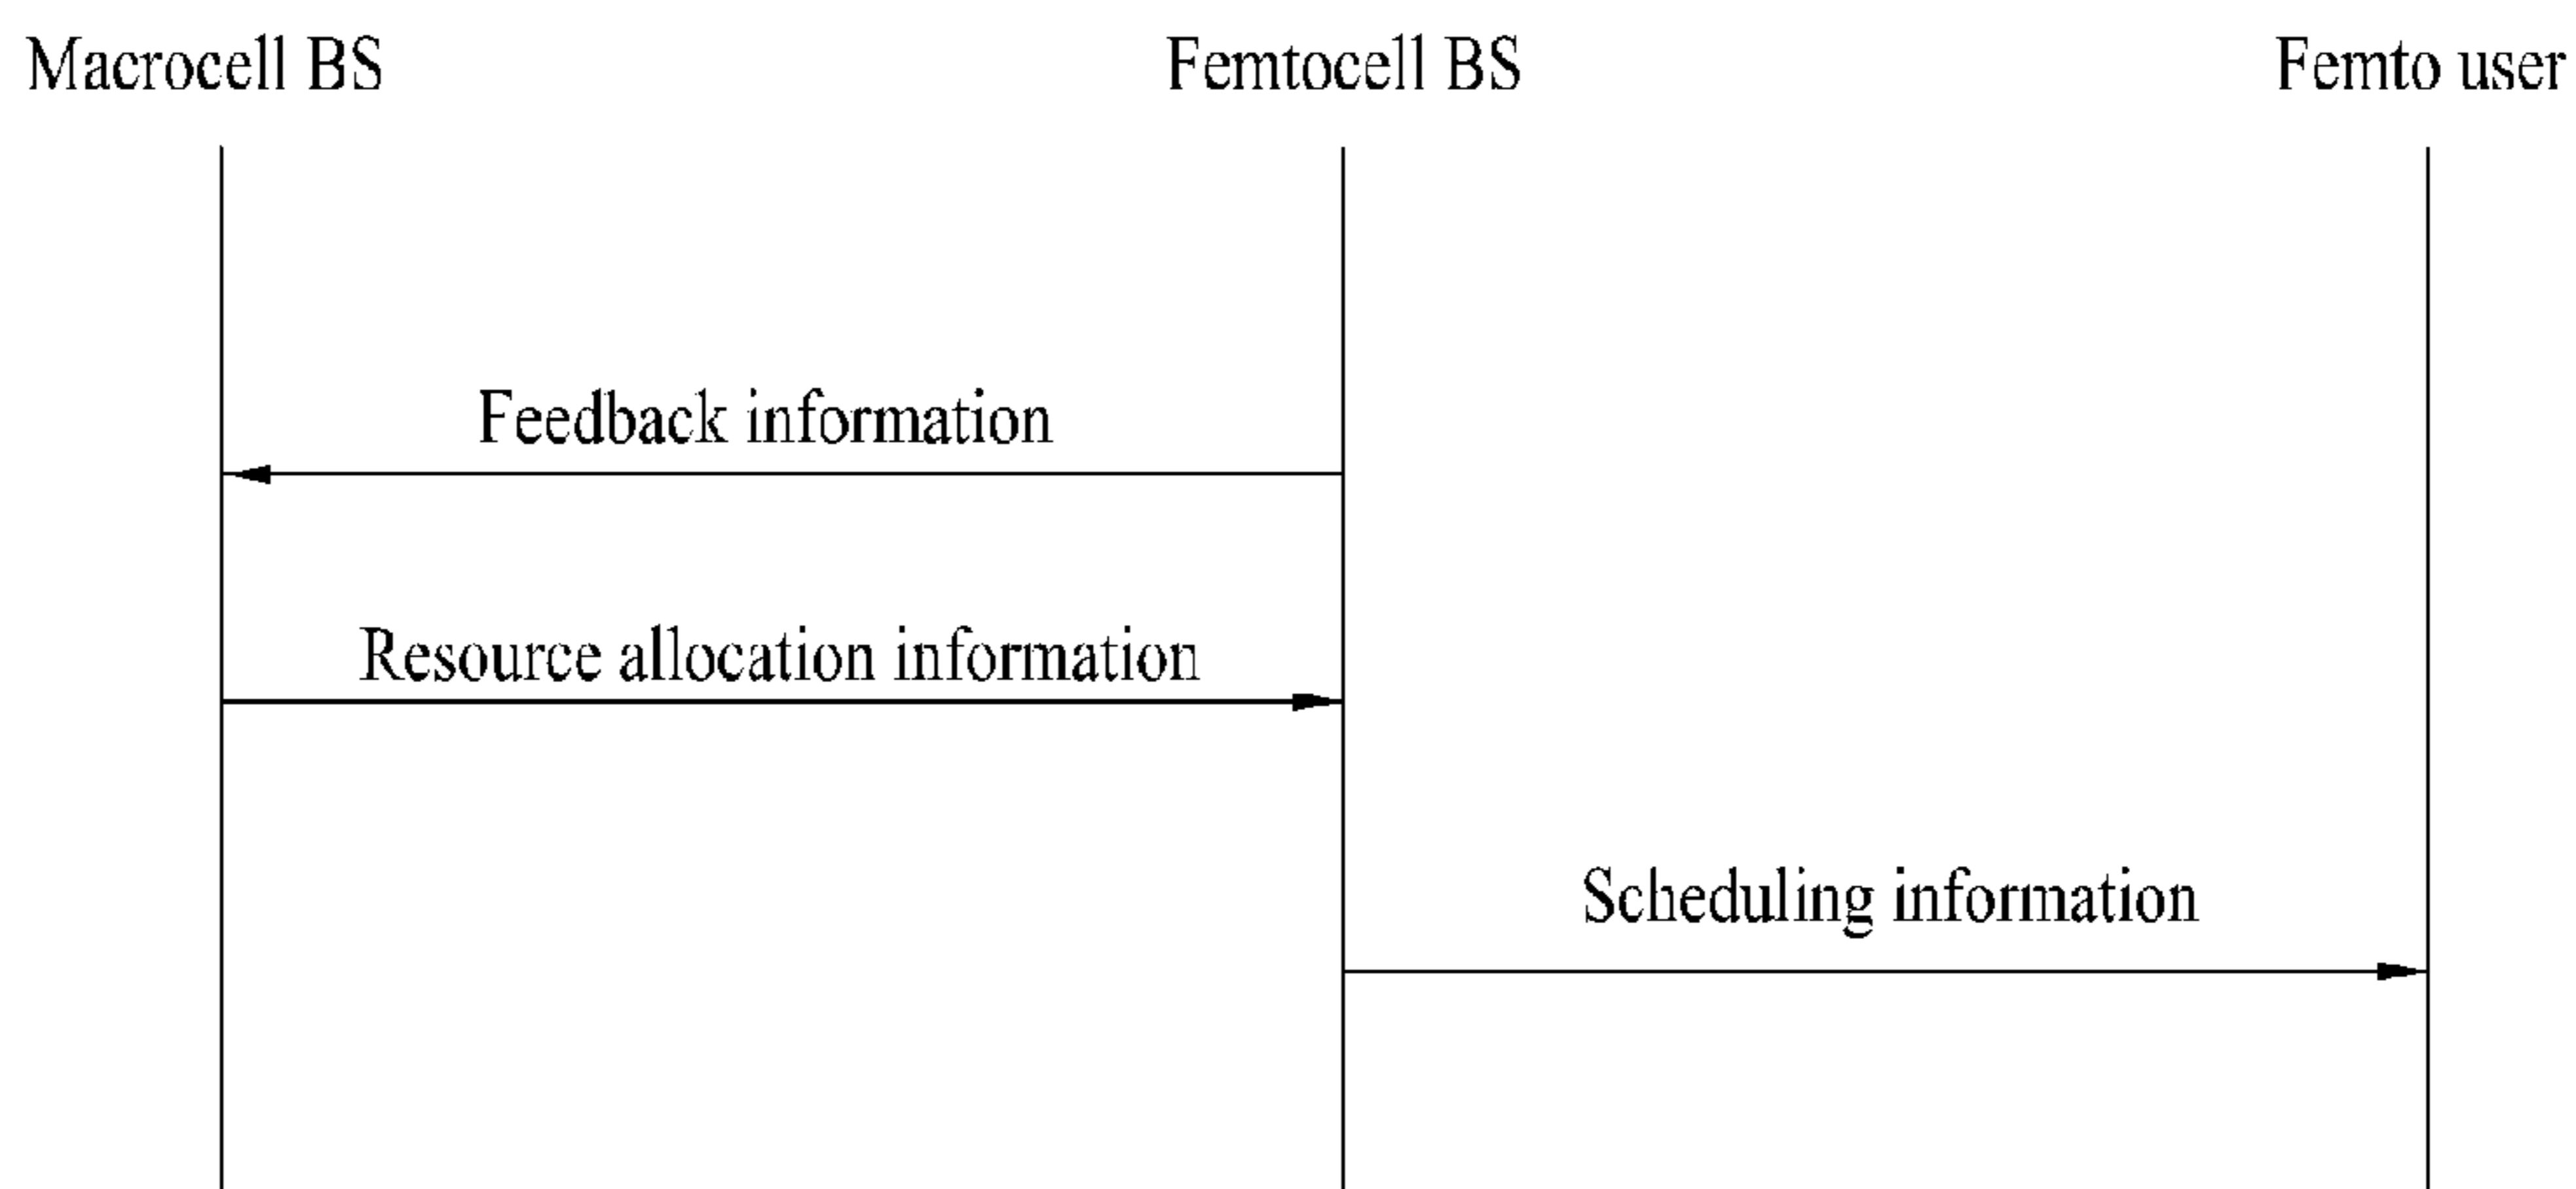 Macrocell BS
Femtocell BS
Femto user
Feedback information
Resource allocation information
Scheduling information